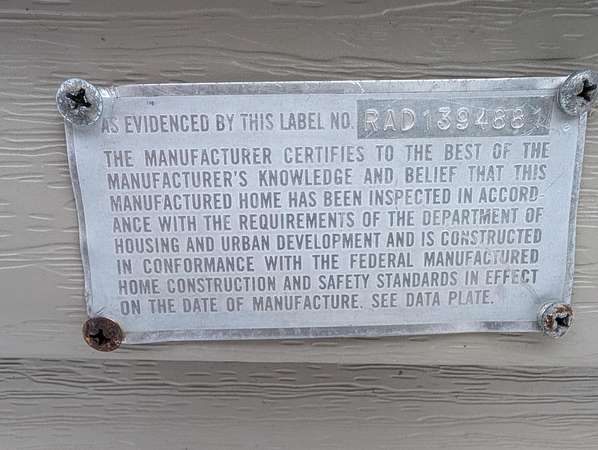 AS EVIDENCED BY THIS LABEL NO. RAD 1394881
THE MANUFACTURER CERTIFIES TO THE BEST OF THE
MANUFACTURER'S KNOWLEDGE AND BELIEF THAT THIS
MANUFACTURED HOME HAS BEEN INSPECTED IN ACCORD-
ANCE WITH THE REQUIREMENTS OF THE DEPARTMENT OF
HOUSING AND URBAN DEVELOPMENT AND IS CONSTRUCTED
IN CONFORMANCE WITH THE FEDERAL MANUFACTURED
HOME CONSTRUCTION AND SAFETY STANDARDS IN EFFECT
ON THE DATE OF MANUFACTURE. SEE DATA PLATE.